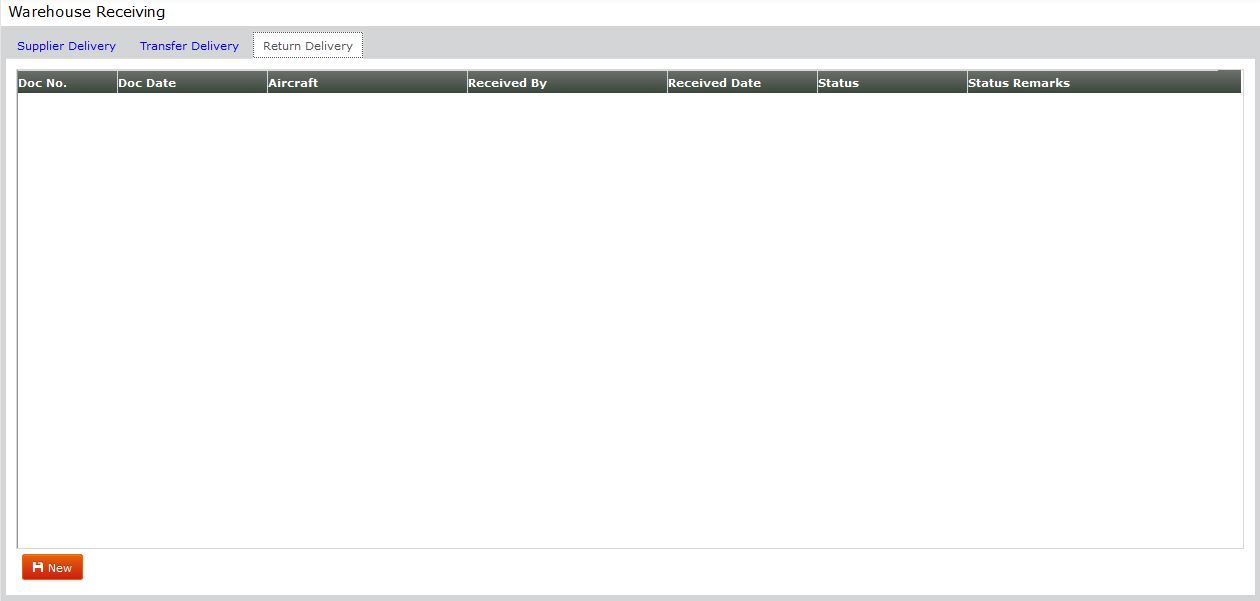 Warehouse Receiving
Supplier Delivery Transfer Delivery Return Delivery
Doc No. Doc Date Aircraft Received By Received Date Status Status Remarks
New